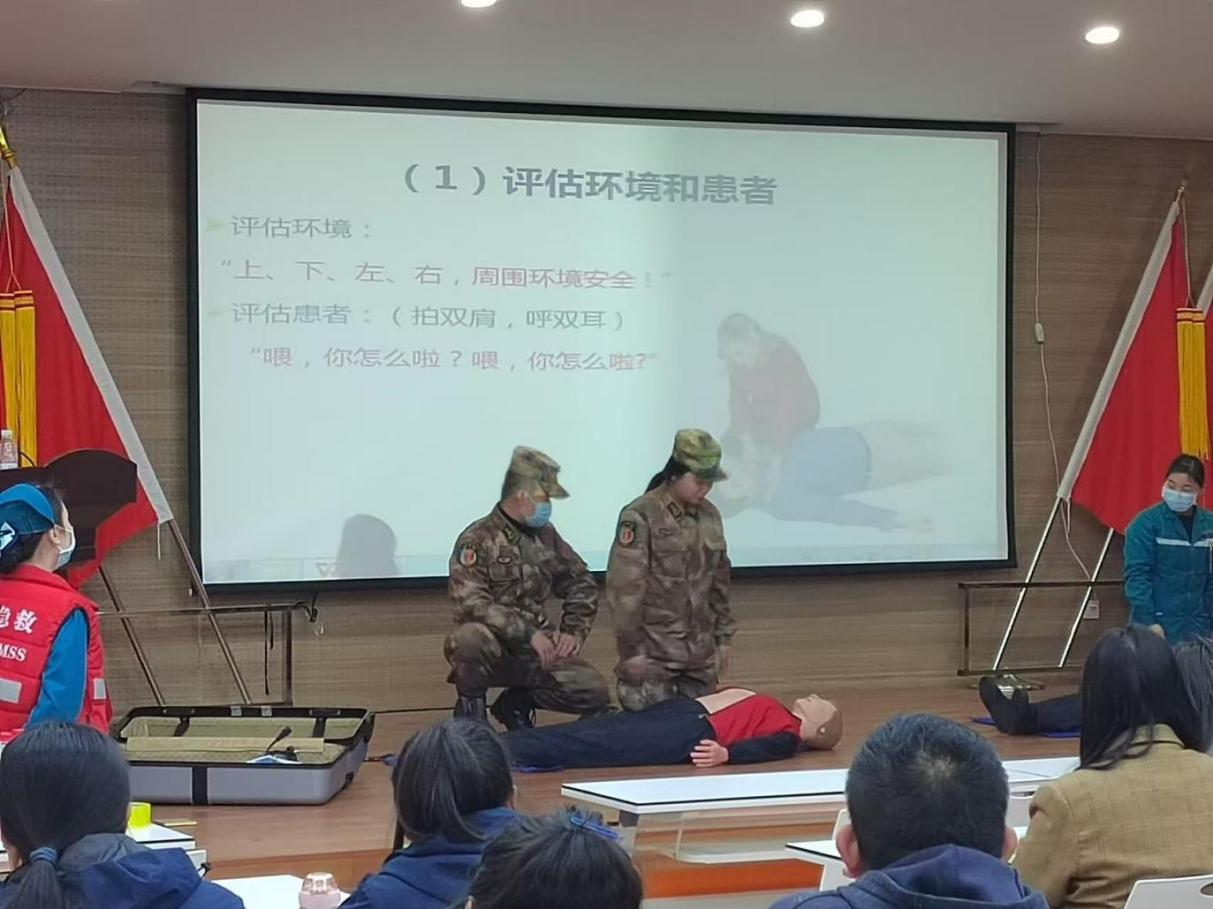 （1）评估环境和患者
评估环境：
“上、下、左、右，周围环境安全！”
评估患者：（拍双肩，呼双耳）
“喂，你怎么啦？喂，你怎么啦?”
急救
MSS